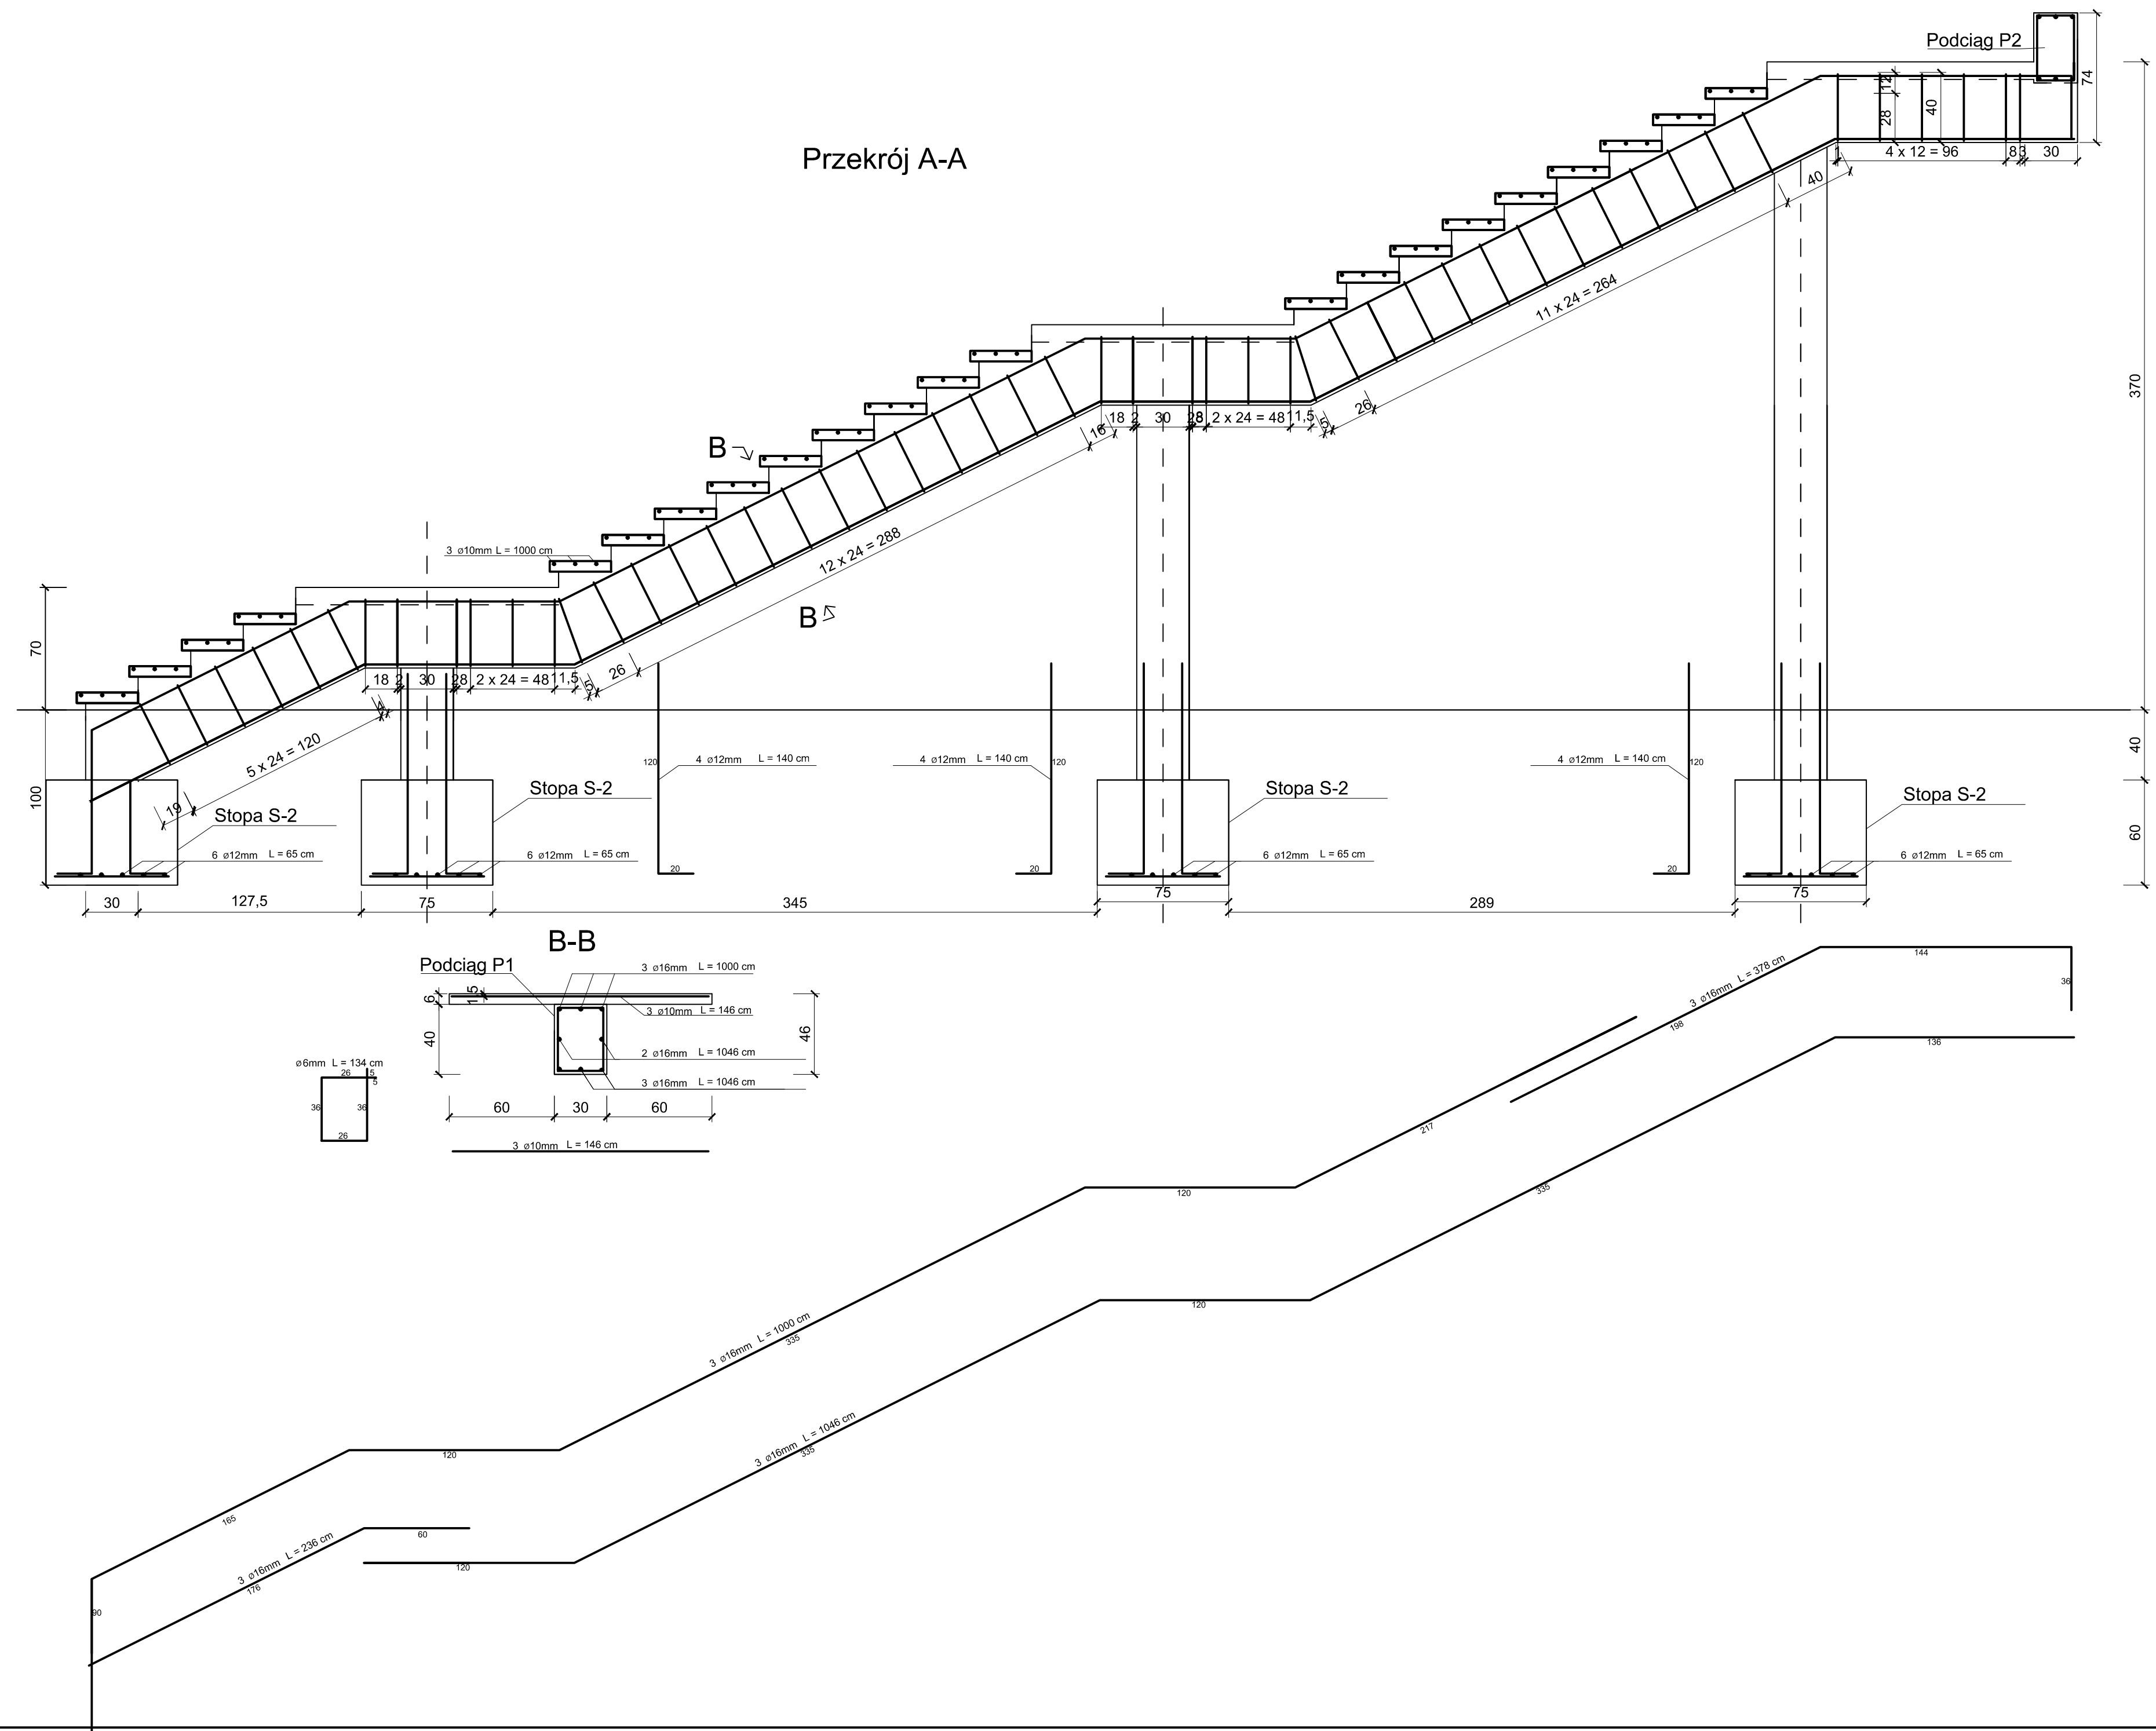 Podciąg P2
74
12
28
40
Przekrój A-A
4 x 12 = 96
8
3
30
40
11 x 24 = 264
370
B
18
2
30
2
8
2 x 24 = 48
11,5
5
26
16
12 x 24 = 288
3 ø10mm L = 1000 cm
B
70
18
2
30
2
8
2 x 24 = 48
11,5
5
26
4
5 x 24 = 120
19
100
120
4 ø12mm L = 140 cm
4 ø12mm L = 140 cm
120
4 ø12mm L = 140 cm
120
40
60
Stopa S-2
Stopa S-2
Stopa S-2
Stopa S-2
6 ø12mm L = 65 cm
6 ø12mm L = 65 cm
20
20
6 ø12mm L = 65 cm
20
6 ø12mm L = 65 cm
30
127,5
75
345
75
289
75
B-B
Podciąg P1
3 ø16mm L = 1000 cm
6
1,5
3 ø10mm L = 146 cm
40
46
2 ø16mm L = 1046 cm
3 ø16mm L = 1046 cm
ø6mm L = 134 cm
26
5
5
36
36
26
60
30
60
3 ø10mm L = 146 cm
144
36
3 ø16mm L = 378 cm
198
136
217
335
120
120
3 ø16mm L = 1000 cm
335
3 ø16mm L = 1046 cm
335
120
165
60
120
3 ø16mm L = 236 cm
176
90